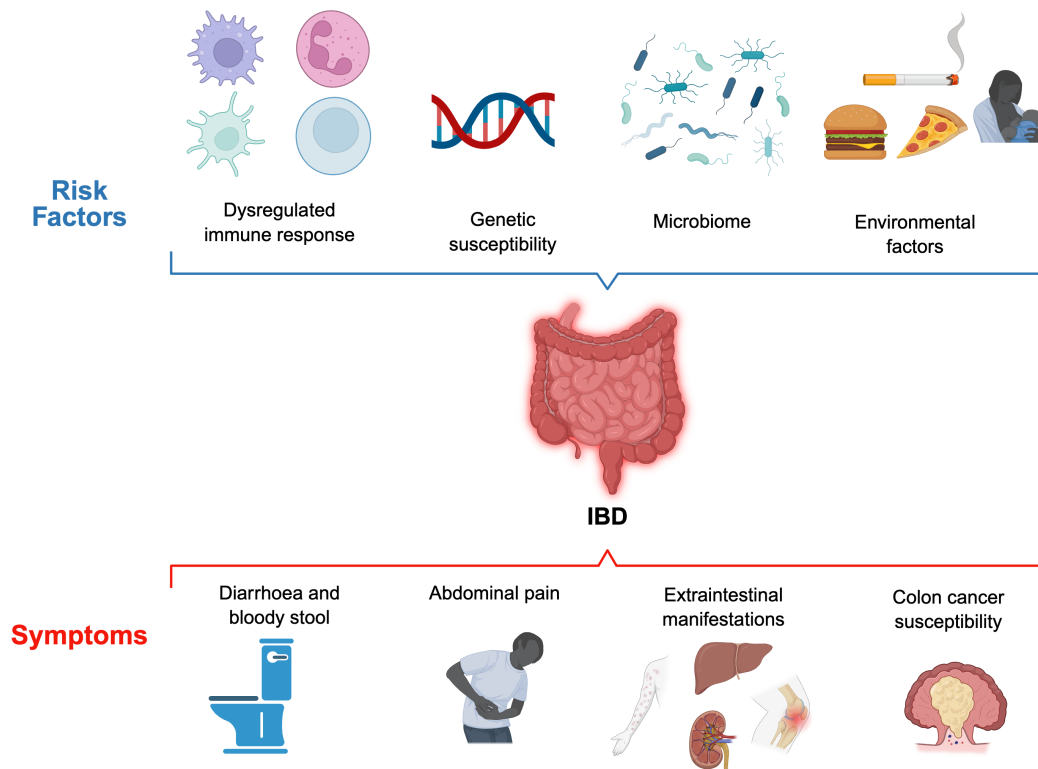 Risk
Factors
Dysregulated
immune response
Genetic
susceptibility
Microbiome
Environmental
factors
IBD
Symptoms
Diarrhoea and
bloody stool
Abdominal pain
Extraintestinal
manifestations
Colon cancer
susceptibility